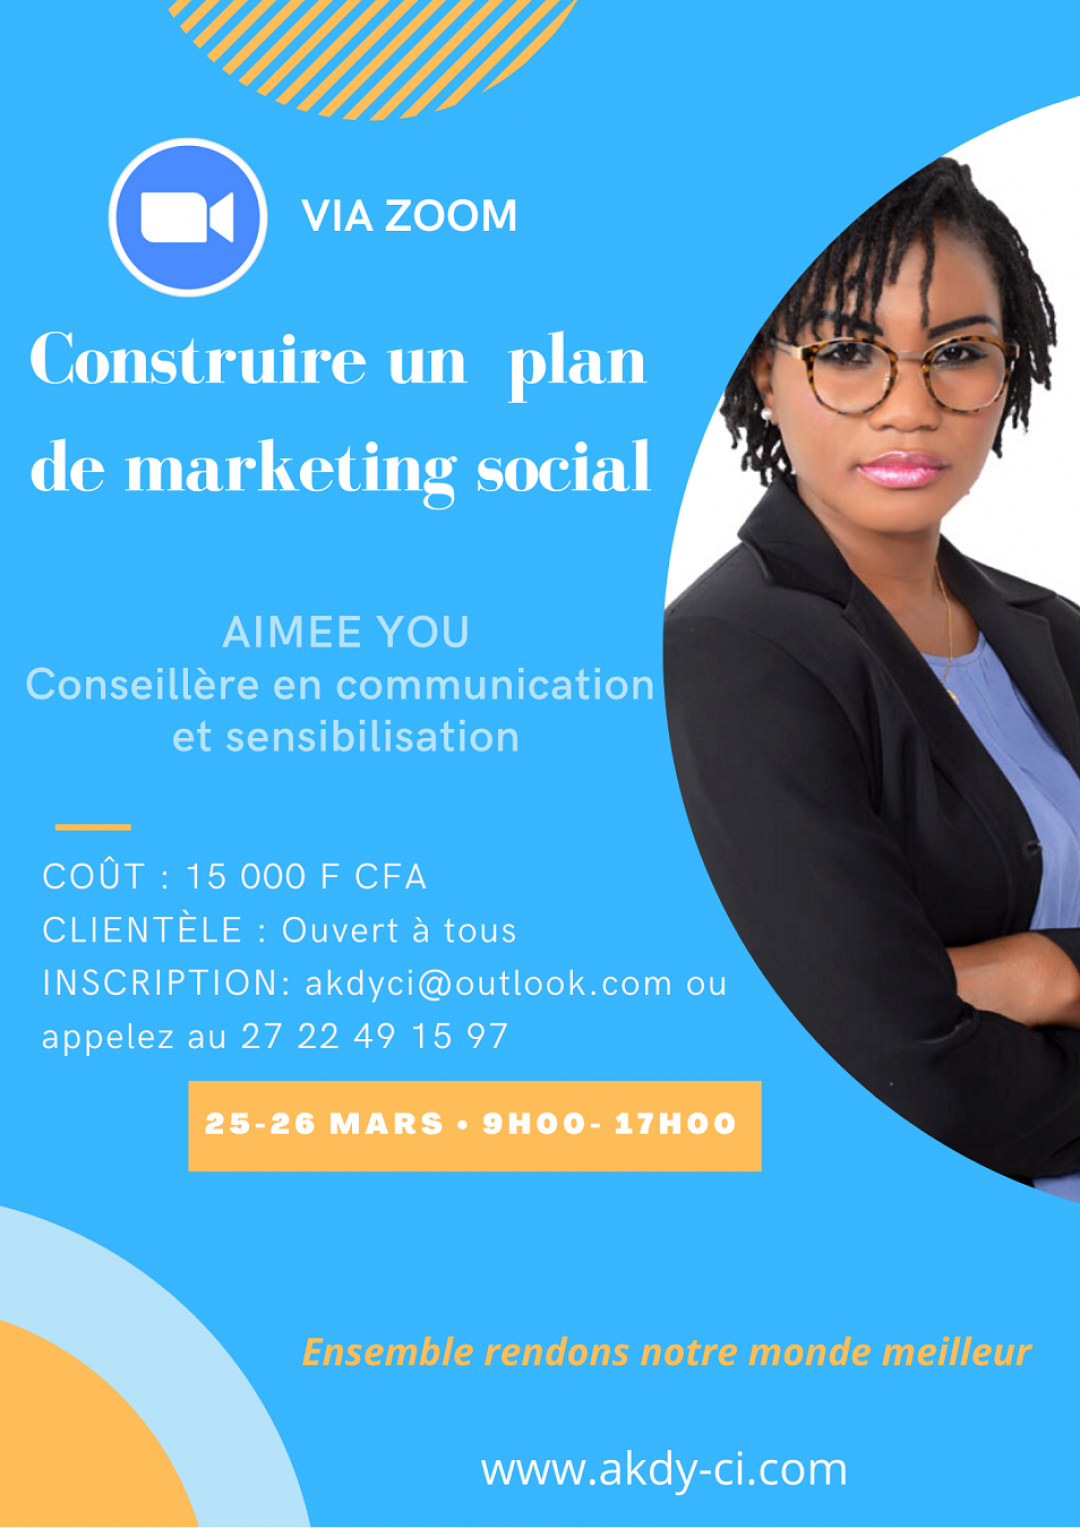 VIA ZOOM
Construire un plan
de marketing social
AIMEE YOU
Conseillère en communication
et sensibilisation
COÛT : 15 000 F CFA
CLIENTÈLE : Ouvert à tous
INSCRIPTION: akdyci@outlook.com ou
appelez au 27 22 49 15 97
25-26 MARS • 9H00- 17H00
Ensemble rendons notre monde meilleur
www.akdy-ci.com